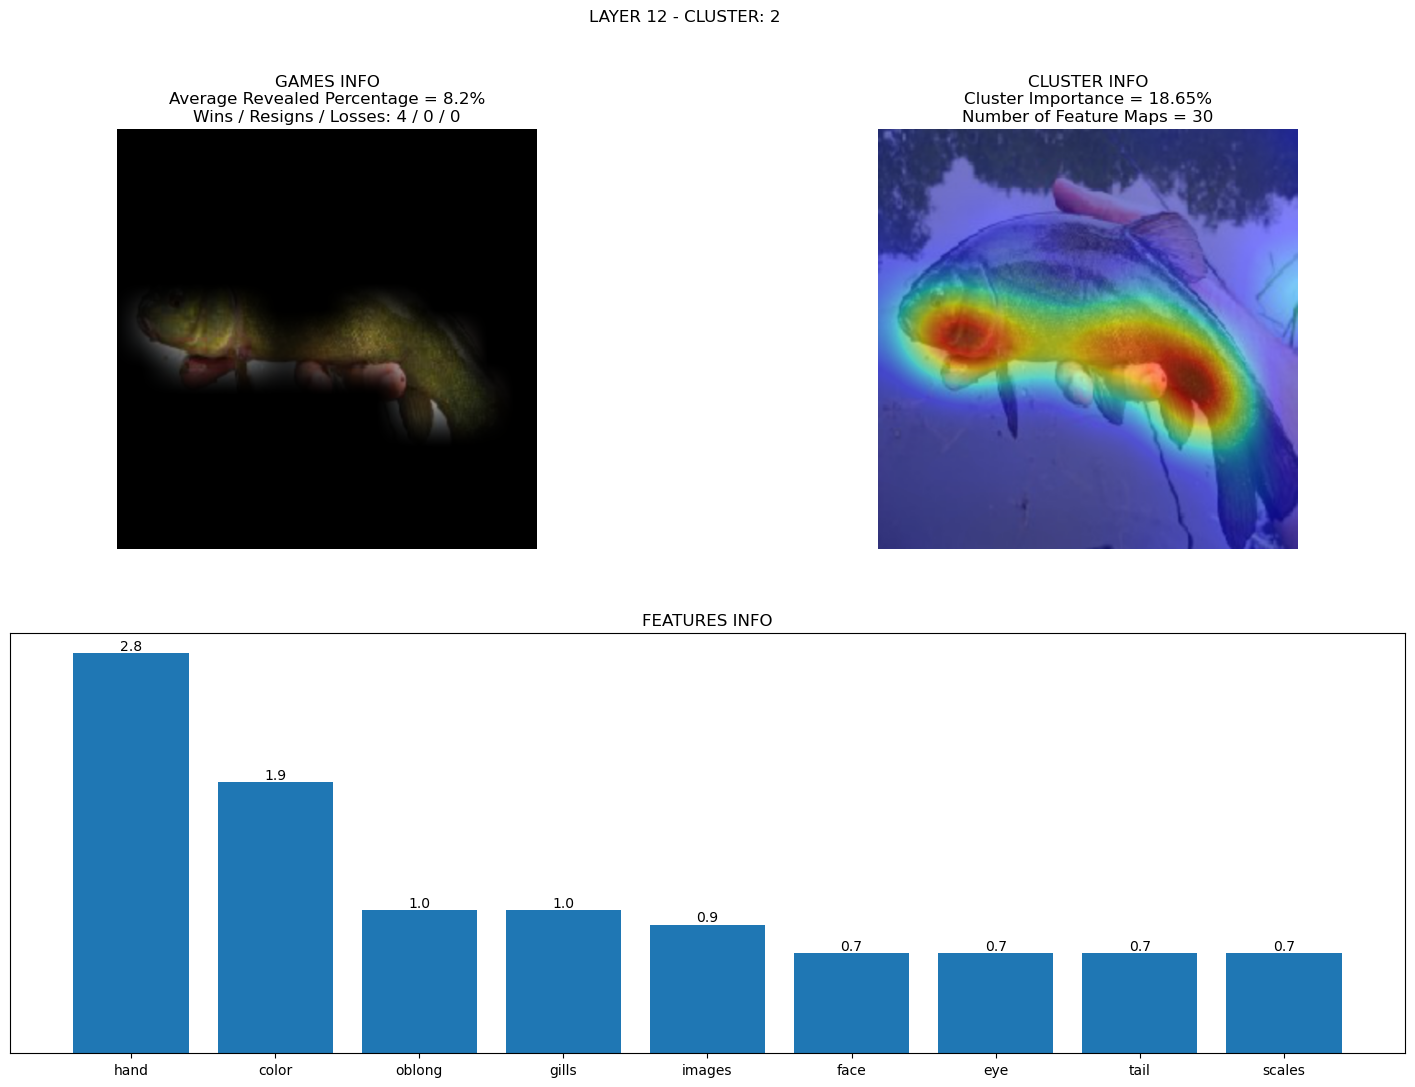 LAYER 12 - CLUSTER: 2
GAMES INFO
Average Revealed Percentage = 8.2%
Wins / Resigns / Losses: 4 / 0 / 0
CLUSTER INFO
Cluster Importance = 18.65%
Number of Feature Maps = 30
FEATURES INFO
2.8
1.9
1.0
1.0
0.9
0.7
0.7
0.7
0.7
hand
color
oblong
gills
images
face
eye
tail
scales